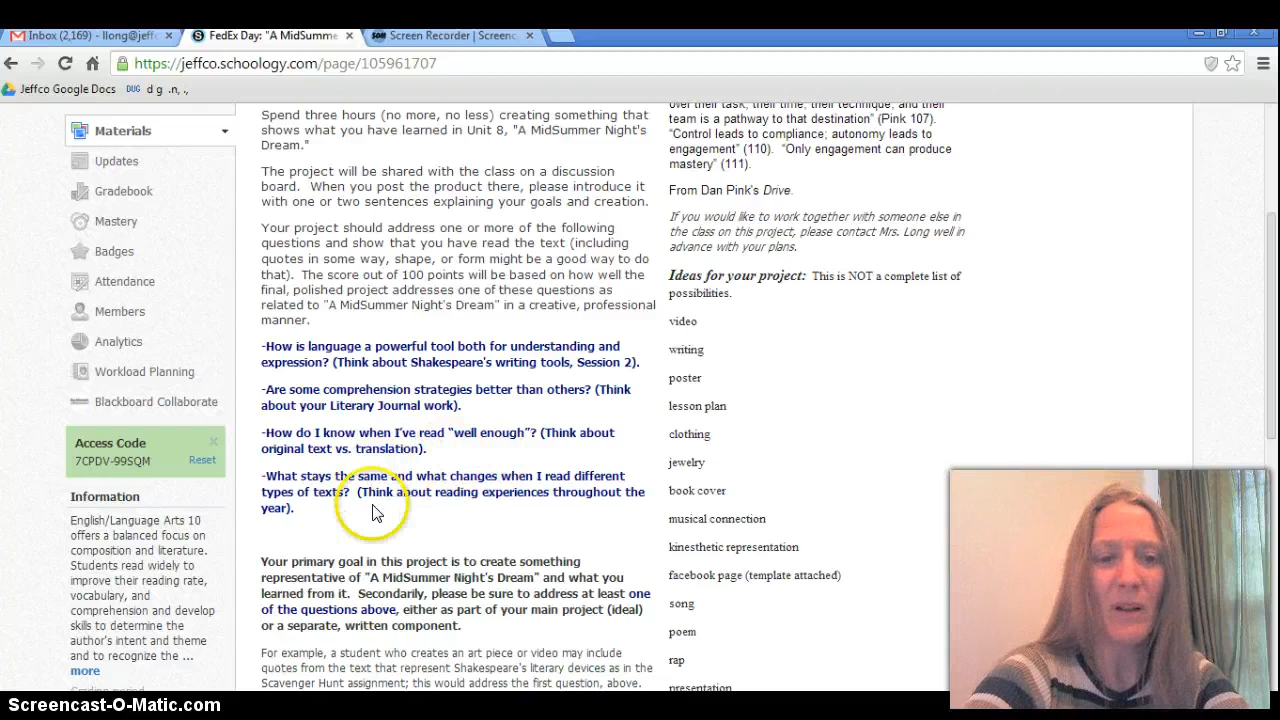 Inbox (2,169) - llong@jeff
FedEx Day: "A MidSumme
Screen Recorder | Screenc
https://jeffco.schoology.com/page/105961707
Jeffco Google Docs
DUG d g .n, .,
Materials
Updates
Gradebook
Mastery
Badges
Attendance
Members
Analytics
Workload Planning
Blackboard Collaborate
Access Code
7CPDV-99SQM Reset
Information
English/Language Arts 10
offers a balanced focus on
composition and literature.
Students read widely to
improve their reading rate,
vocabulary, and
comprehension and develop
skills to determine the
author's intent and theme
and to recognize the ...
more
Spend three hours (no more, no less) creating something that
shows what you have learned in Unit 8, "A MidSummer Night's
Dream."
The project will be shared with the class on a discussion
board. When you post the product there, please introduce it
with one or two sentences explaining your goals and creation.
Your project should address one or more of the following
questions and show that you have read the text (including
quotes in some way, shape, or form might be a good way to do
that). The score out of 100 points will be based on how well the
final, polished project addresses one of these questions as
related to "A MidSummer Night's Dream" in a creative, professional
manner.
-How is language a powerful tool both for understanding and
expression? (Think about Shakespeare's writing tools, Session 2).
-Are some comprehension strategies better than others? (Think
about your Literary Journal work).
-How do I know when I've read “well enough”? (Think about
original text vs. translation).
-What stays the same and what changes when I read different
types of texts? (Think about reading experiences throughout the
year).
Your primary goal in this project is to create something
representative of "A MidSummer Night's Dream" and what you
learned from it. Secondarily, please be sure to address at least one
of the questions above, either as part of your main project (ideal)
or a separate, written component.
For example, a student who creates an art piece or video may include
quotes from the text that represent Shakespeare's literary devices as in the
Scavenger Hunt assignment; this would address the first question, above.
over their task, their time, their technique, and their
team is a pathway to that destination” (Pink 107).
“Control leads to compliance; autonomy leads to
engagement” (110). “Only engagement can produce
mastery” (111).
From Dan Pink's Drive.
If you would like to work together with someone else in
the class on this project, please contact Mrs. Long well in
advance with your plans.
Ideas for your project: This is NOT a complete list of
possibilities.
video
writing
poster
lesson plan
clothing
jewelry
book cover
musical connection
kinesthetic representation
facebook page (template attached)
song
poem
rap
presentation
Screencast-O-Matic.com